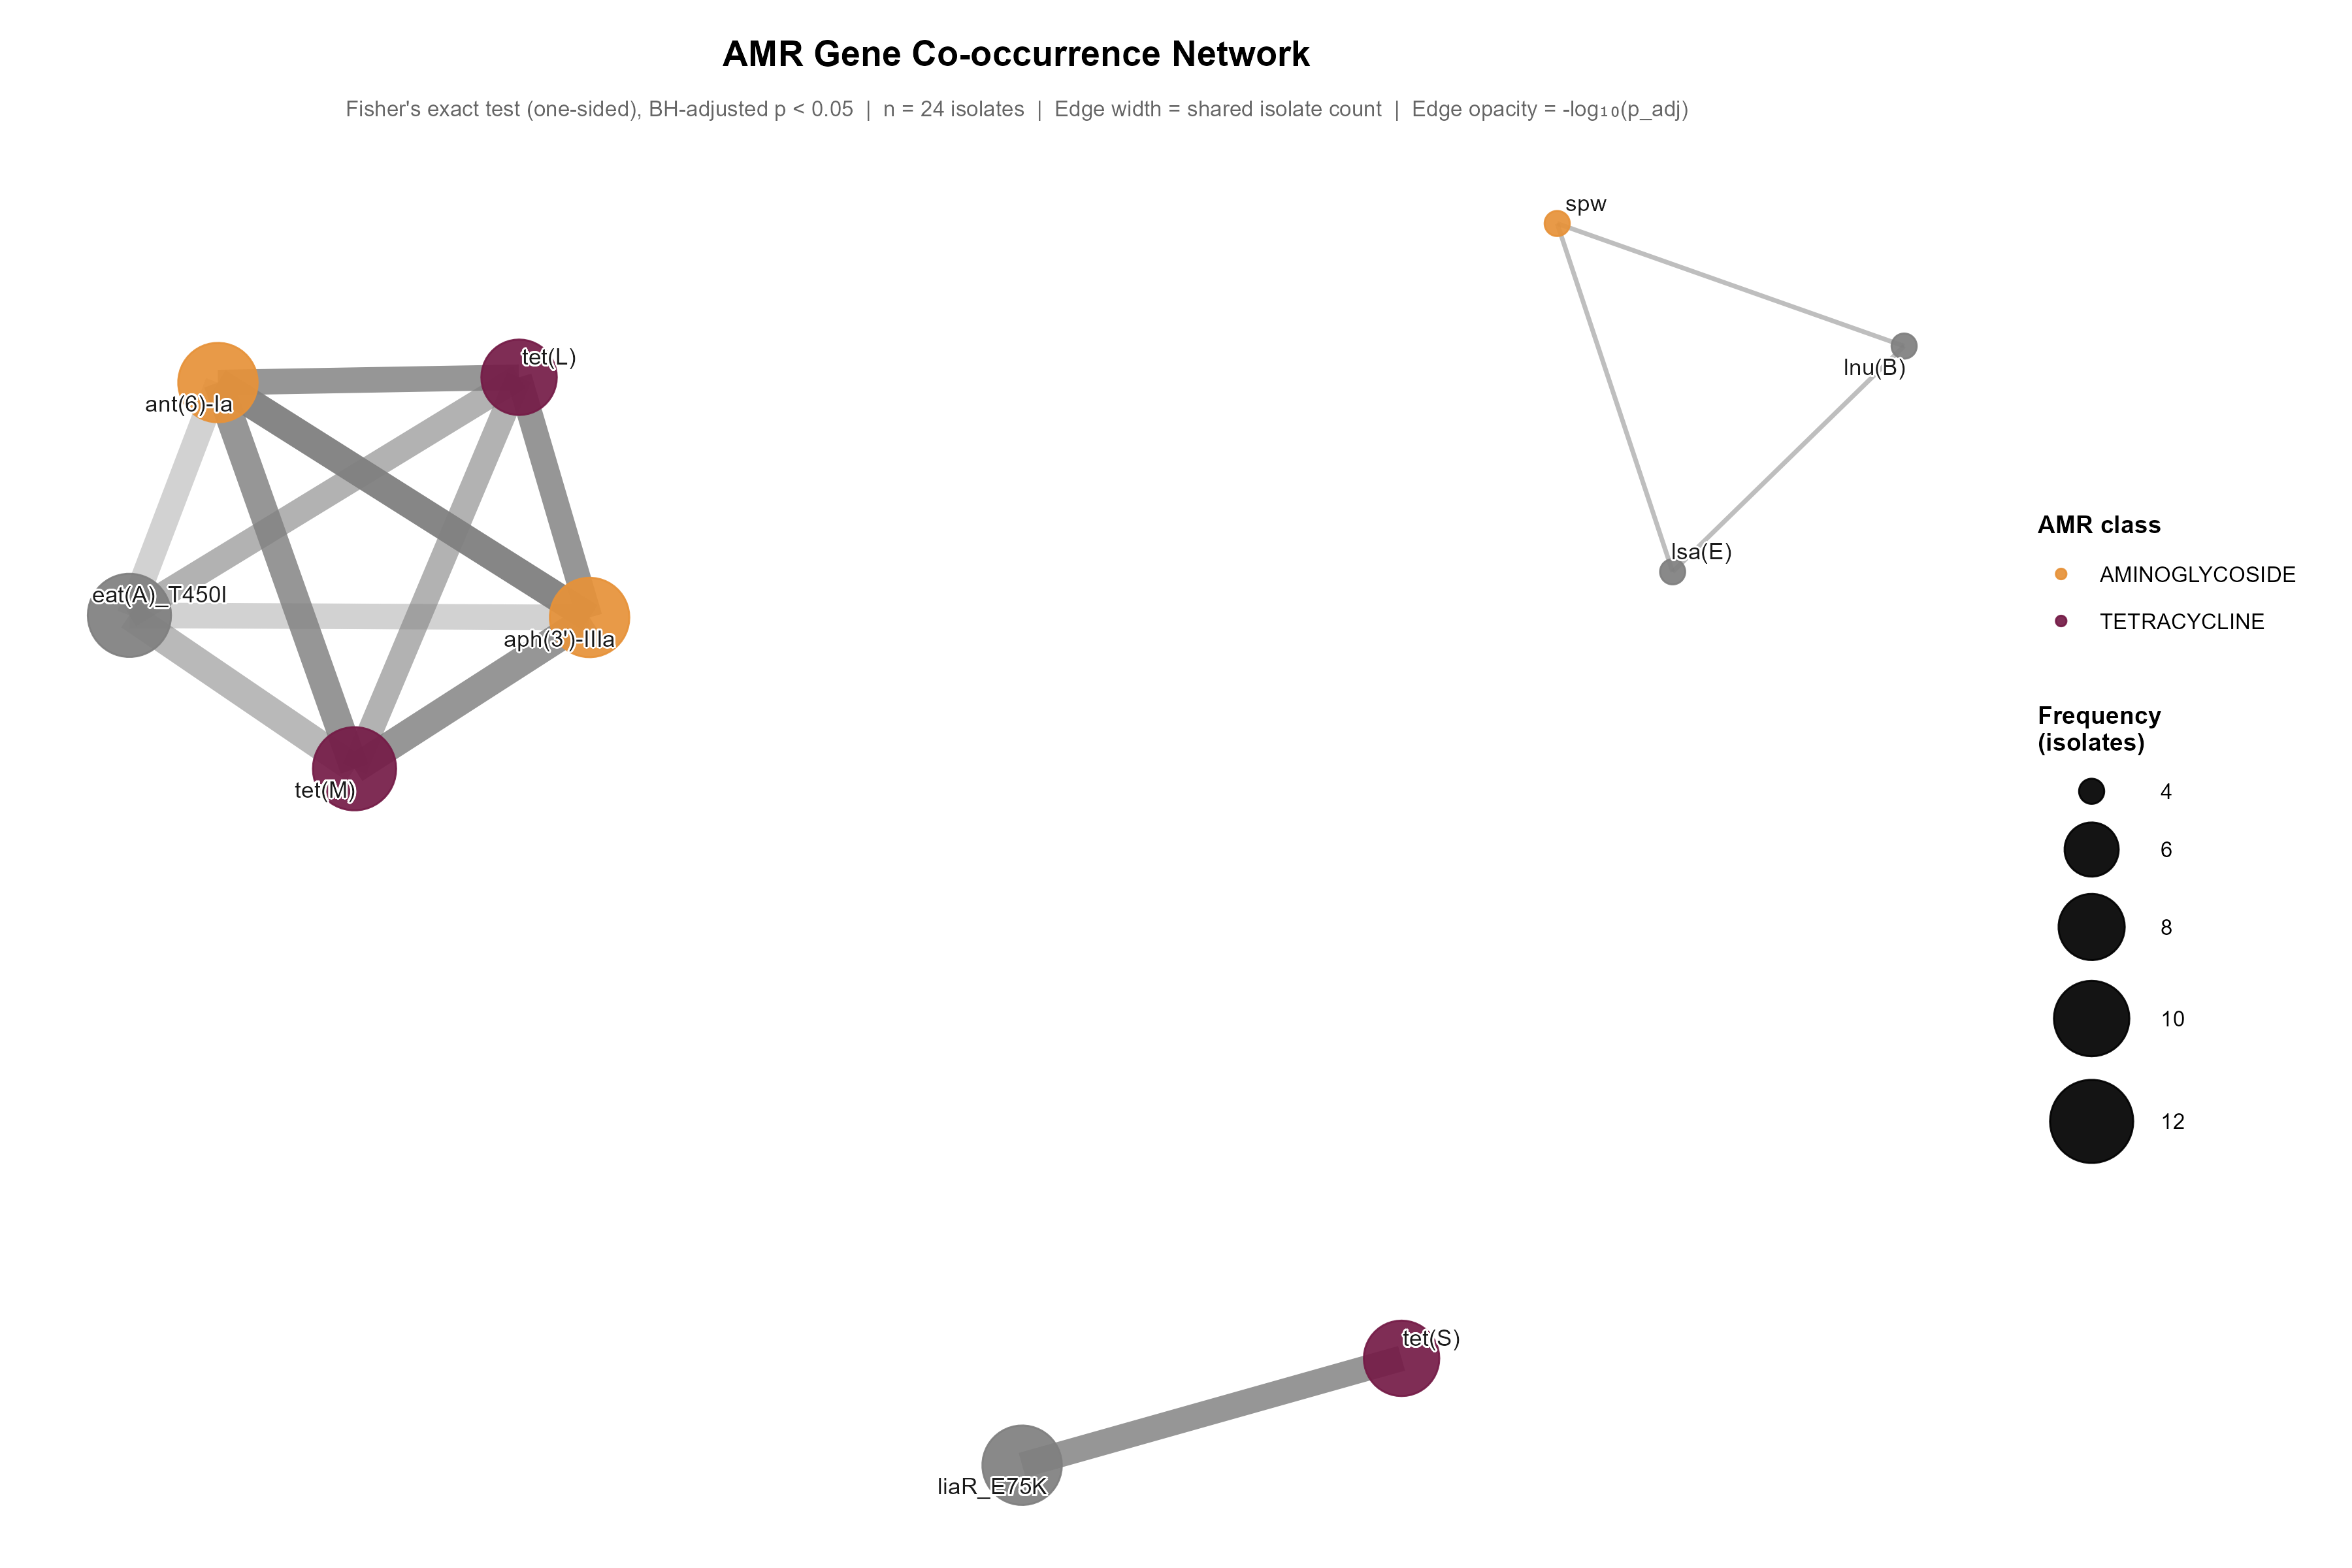 AMR Gene Co-occurrence Network
Fisher's exact test (one-sided), BH-adjusted p < 0.05 | n = 24 isolates | Edge width = shared isolate count | Edge opacity = -log₁₀(p_adj)
spw
lnu(B)
lsa(E)
tet(L)
ant(6)-Ia
eat(A)_T450I
aph(3')-IIIa
tet(M)
tet(S)
liaR_E75K
AMR class
AMINOGLYCOSIDE
TETRACYCLINE
Frequency
(isolates)
4
6
8
10
12